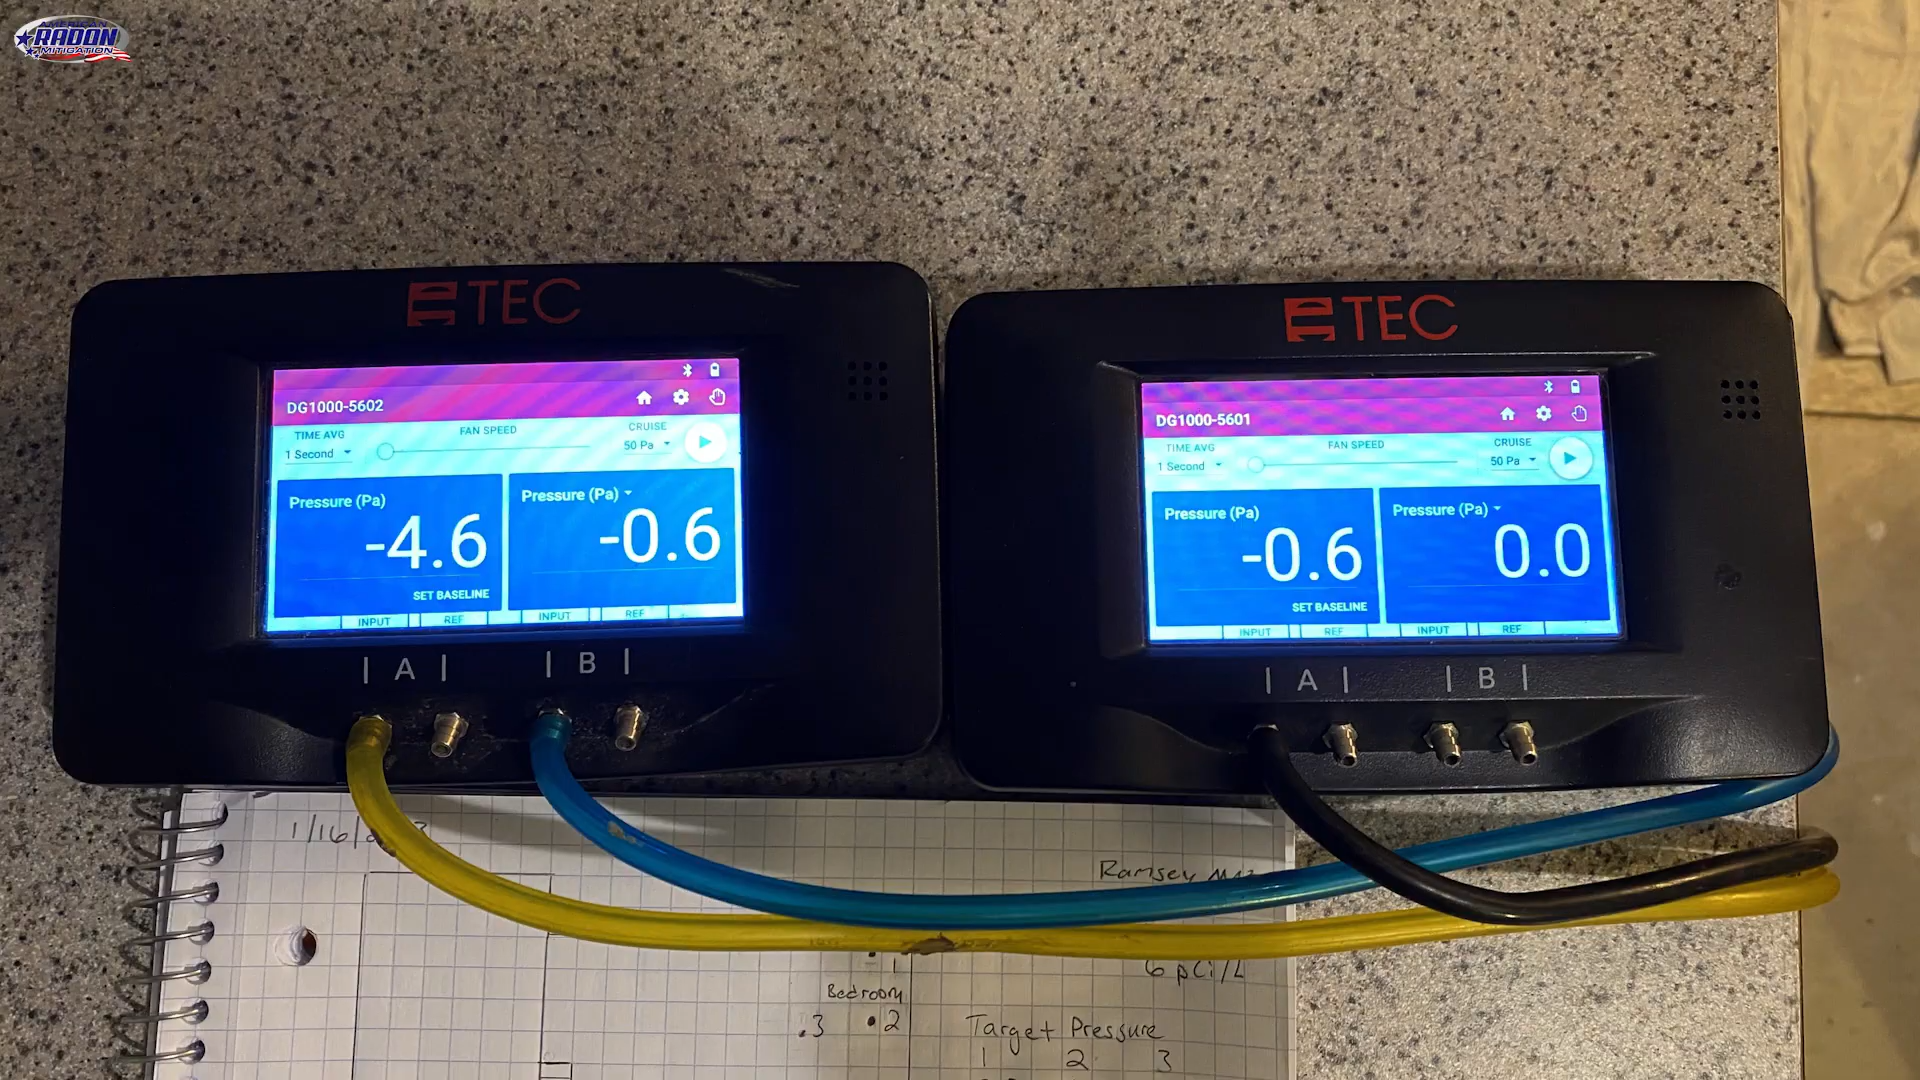 AMERICAN
RADON
MITIGATION
TEC
DG1000-5602
TIME AVG
1 Second
FAN SPEED
CRUISE
50 Pa
Pressure (Pa)
-4.6
SET BASELINE
Pressure (Pa)
-0.6
INPUT REF INPUT REF
A B
TEC
DG1000-5601
TIME AVG
1 Second
FAN SPEED
CRUISE
50 Pa
Pressure (Pa)
-0.6
SET BASELINE
Pressure (Pa)
0.0
INPUT REF INPUT REF
A B
1/16/
Ramsey
1
6 pCi/L
Bedroom
.3 •2
Target Pressure
1 2 3